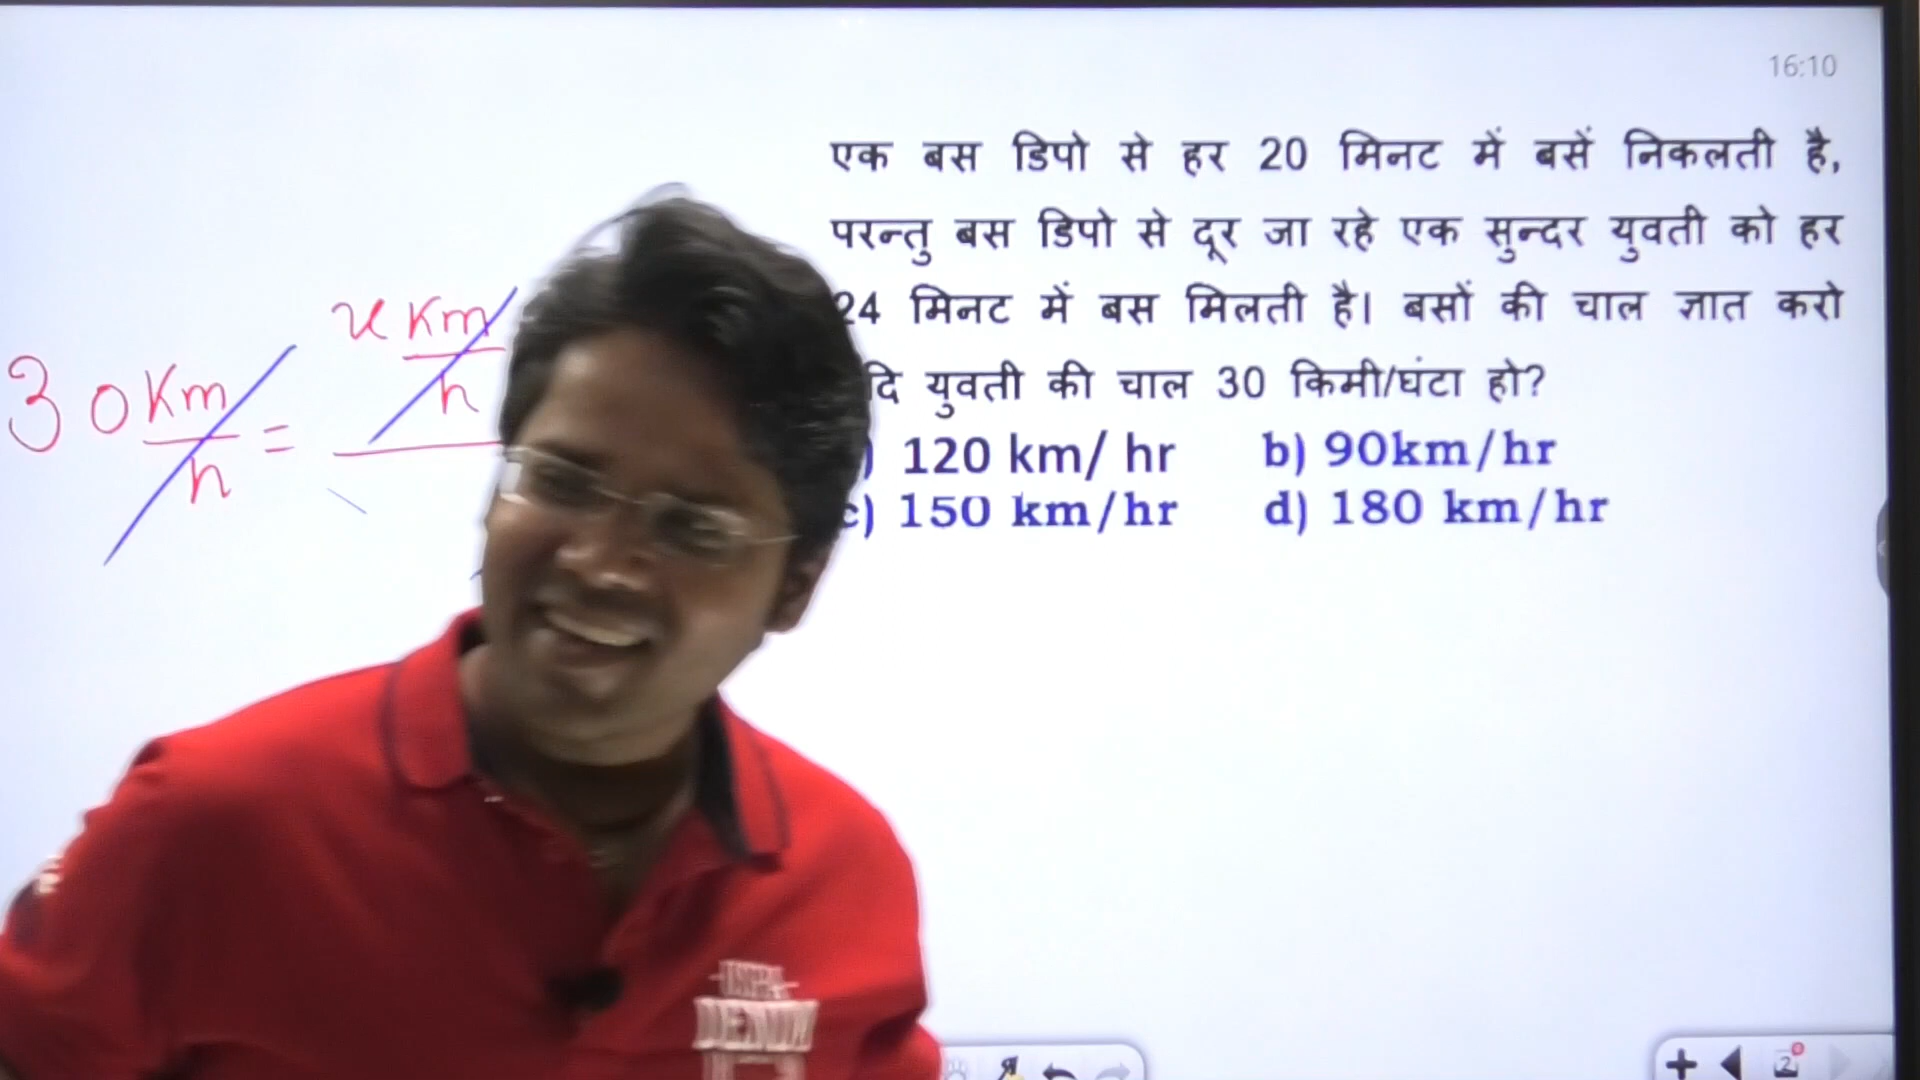 16:10
एक बस डिपो से हर 20 मिनट में बसें निकलती है,
परन्तु बस डिपो से दूर जा रहे एक सुन्दर युवती को हर
24 मिनट में बस मिलती है। बसों की चाल ज्ञात करो
दि युवती की चाल 30 किमी/घंटा हो?
) 120 km/ hr b) 90km/hr
c) 150 km/hr d) 180 km/hr
30 Km/h = x Km/h
2